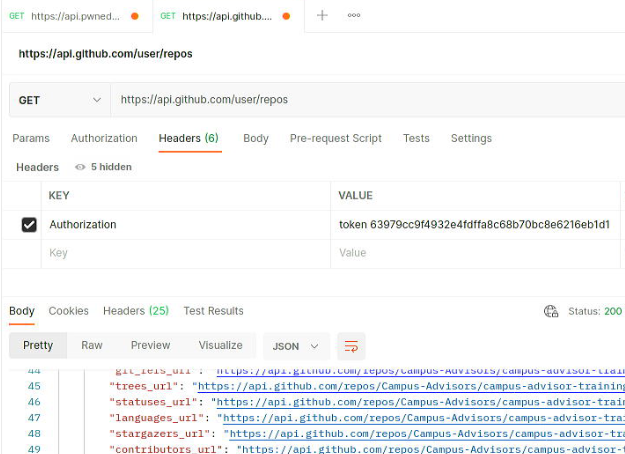 GET https://api.pwned...
GET https://api.github....
https://api.github.com/user/repos
GET https://api.github.com/user/repos
Params Authorization Headers (6) Body Pre-request Script Tests Settings
Headers 5 hidden
KEY VALUE
Authorization token 63979cc9f4932e4fdffa8c68b70bc8e6216eb1d1
Key Value
Body Cookies Headers (25) Test Results Status: 200
Pretty Raw Preview Visualize JSON
44 "git_refs_url": "https://api.github.com/repos/Campus-Advisors/campus-advisor-train
45 "trees_url": "https://api.github.com/repos/Campus-Advisors/campus-advisor-training
46 "statuses_url": "https://api.github.com/repos/Campus-Advisors/campus-advisor-train
47 "languages_url": "https://api.github.com/repos/Campus-Advisors/campus-advisor-trai
48 "stargazers_url": "https://api.github.com/repos/Campus-Advisors/campus-advisor-tra
49 "contributors_url": "https://api.github.com/repos/Campus-Advisors/campus-advisor-t